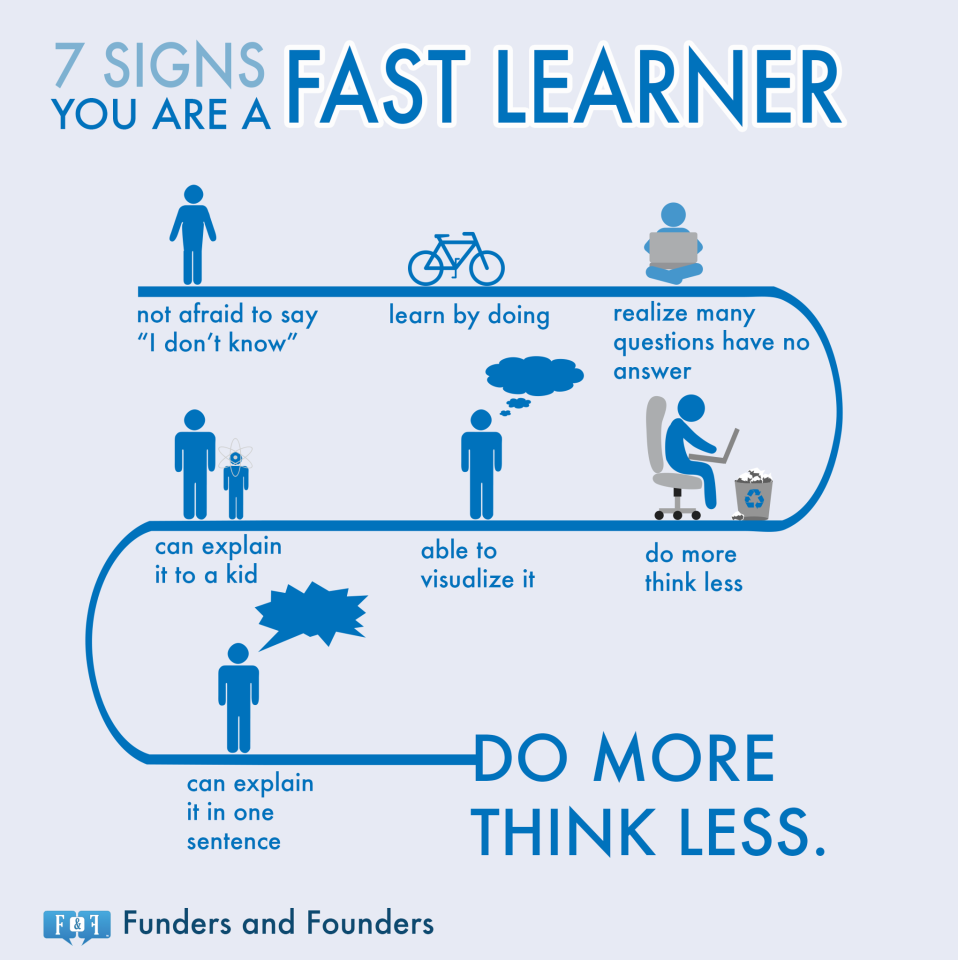 7 SIGNS
YOU ARE A FAST LEARNER
not afraid to say
“I don’t know”
learn by doing
realize many
questions have no
answer
do more
think less
able to
visualize it
can explain
it to a kid
can explain
it in one
sentence
DO MORE
THINK LESS.
F&F
Funders and Founders